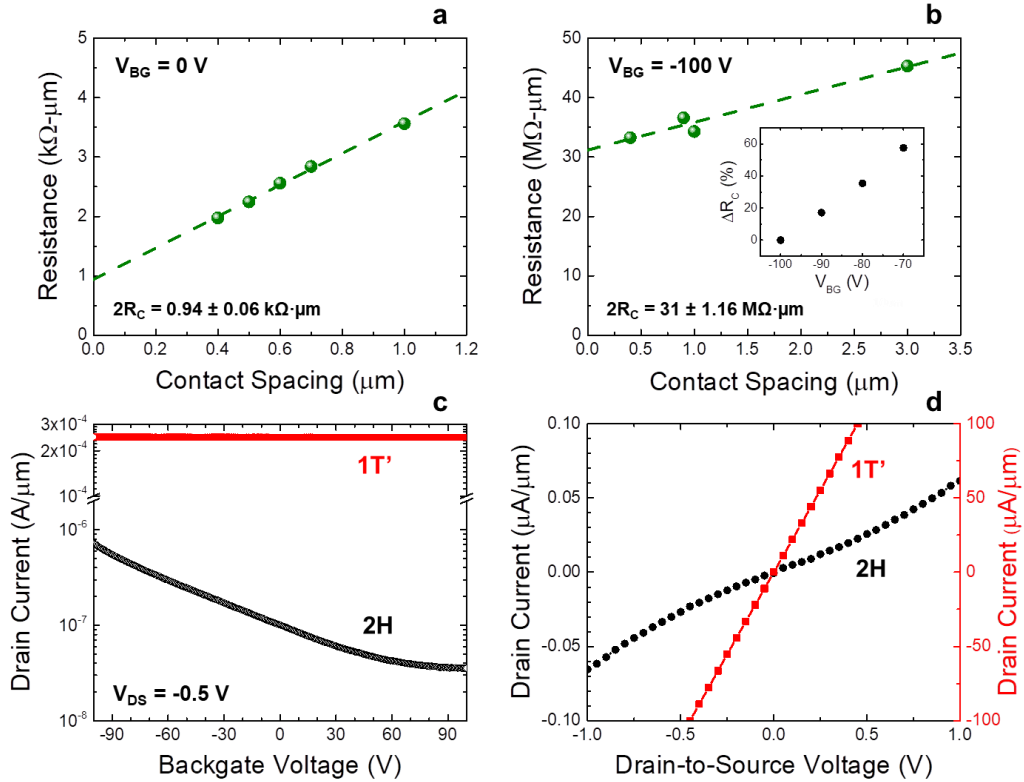 a
V_BG = 0 V
Resistance (kΩ-μm)
5
4
3
2
1
0
2R_C = 0.94 ± 0.06 kΩ·μm
0.0 0.2 0.4 0.6 0.8 1.0 1.2
Contact Spacing (μm)
b
V_BG = -100 V
Resistance (MΩ-μm)
50
40
30
20
10
0
ΔR_C (%)
60
40
20
0
-100 -90 -80 -70
V_BG (V)
2R_C = 31 ± 1.16 MΩ·μm
0.0 0.5 1.0 1.5 2.0 2.5 3.0 3.5
Contact Spacing (μm)
c
Drain Current (A/μm)
3x10⁻⁴
2x10⁻⁴
10⁻⁴
10⁻⁶
10⁻⁷
10⁻⁸
1T'
2H
V_DS = -0.5 V
-90 -60 -30 0 30 60 90
Backgate Voltage (V)
d
Drain Current (μA/μm)
0.10
0.05
0.00
-0.05
-0.10
1T'
2H
100
50
0
-50
-100
Drain Current (μA/μm)
-1.0 -0.5 0.0 0.5 1.0
Drain-to-Source Voltage (V)